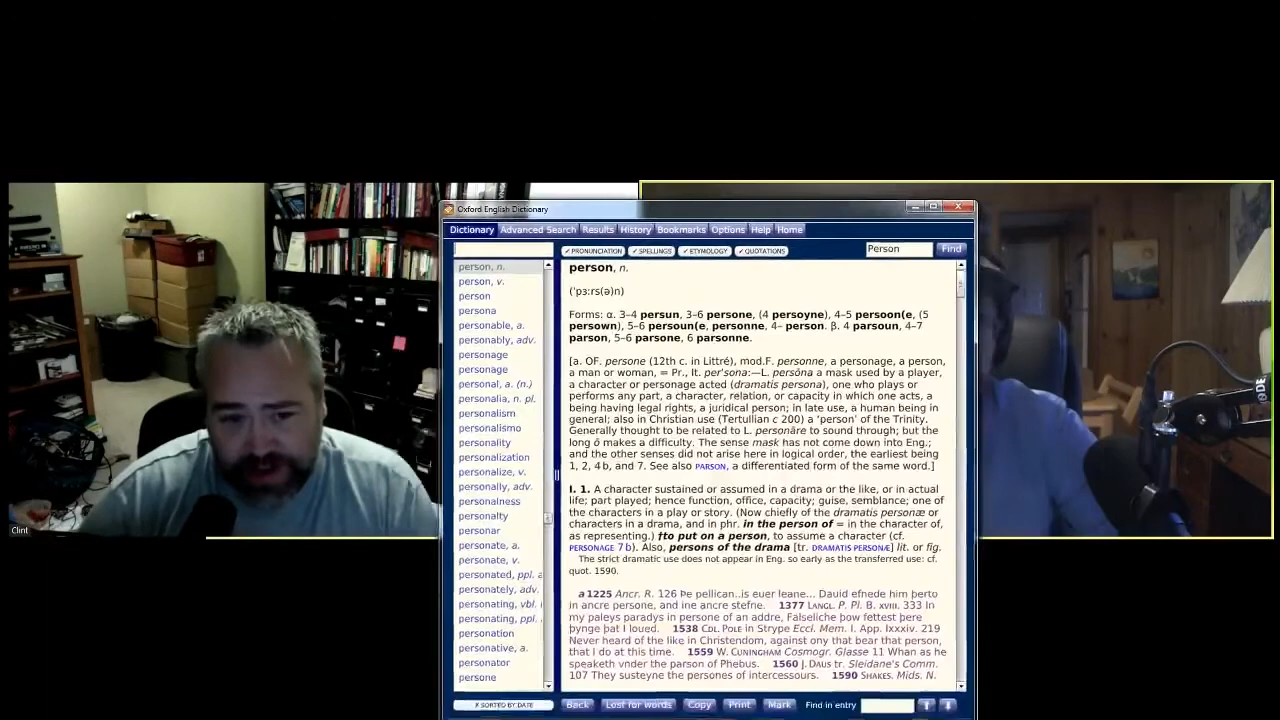 Oxford English Dictionary
Dictionary Advanced Search Results History Bookmarks Options Help Home
✓ PRONUNCIATION ✓ SPELLINGS ✓ ETYMOLOGY ✓ QUOTATIONS Person Find
person, n.
person, v.
person
persona
personable, a.
personably, adv.
personage
personage
personal, a. (n.)
personalia, n. pl.
personalism
personalismo
personality
personalization
personalize, v.
personally, adv.
personalness
personalty
personar
personate, a.
personate, v.
personated, ppl. a
personately, adv.
personating, vbl.
personating, ppl.
personation
personative, a.
personator
persone
person, n.
(ˈpɜːrs(ə)n)
Forms: α. 3–4 persun, 3–6 persone, (4 persoyne), 4–5 persoon(e, (5
persown), 5–6 persoun(e, personne, 4– person. β. 4 parsoun, 4–7
parson, 5–6 parsone, 6 parsonne.
[a. OF. persone (12th c. in Littré), mod.F. personne, a personage, a person,
a man or woman, = Pr., It. per'sona:—L. persōna a mask used by a player,
a character or personage acted (dramatis persona), one who plays or
performs any part, a character, relation, or capacity in which one acts, a
being having legal rights, a juridical person; in late use, a human being in
general; also in Christian use (Tertullian c 200) a 'person' of the Trinity.
Generally thought to be related to L. personāre to sound through; but the
long ō makes a difficulty. The sense mask has not come down into Eng.;
and the other senses did not arise here in logical order, the earliest being
1, 2, 4 b, and 7. See also PARSON, a differentiated form of the same word.]
I. 1. A character sustained or assumed in a drama or the like, or in actual
life; part played; hence function, office, capacity; guise, semblance; one of
the characters in a play or story. (Now chiefly of the dramatis personæ or
characters in a drama, and in phr. in the person of = in the character of,
as representing.) †to put on a person, to assume a character (cf.
PERSONAGE 7 b). Also, persons of the drama [tr. DRAMATIS PERSONÆ] lit. or fig.
The strict dramatic use does not appear in Eng. so early as the transferred use: cf.
quot. 1590.
a 1225 Ancr. R. 126 Þe pellican..is euer leane... Dauid efnede him þerto
in ancre persone, and ine ancre stefne. 1377 LANGL. P. Pl. B. XVIII. 333 In
my paleys paradys in persone of an addre, Falseliche þow fettest þere
þynge þat I loued. 1538 CDL. POLE in Strype Eccl. Mem. I. App. lxxxiv. 219
Never heard of the like in Christendom, against ony that bear that person,
that I do at this time. 1559 W. CUNINGHAM Cosmogr. Glasse 11 Whan as he
speaketh vnder the parson of Phebus. 1560 J. DAUS tr. Sleidane's Comm.
107 They susteyne the persones of intercessours. 1590 SHAKES. Mids. N.
SORTED BY DATE Back Lost for words Copy Print Mark Find in entry
Clint